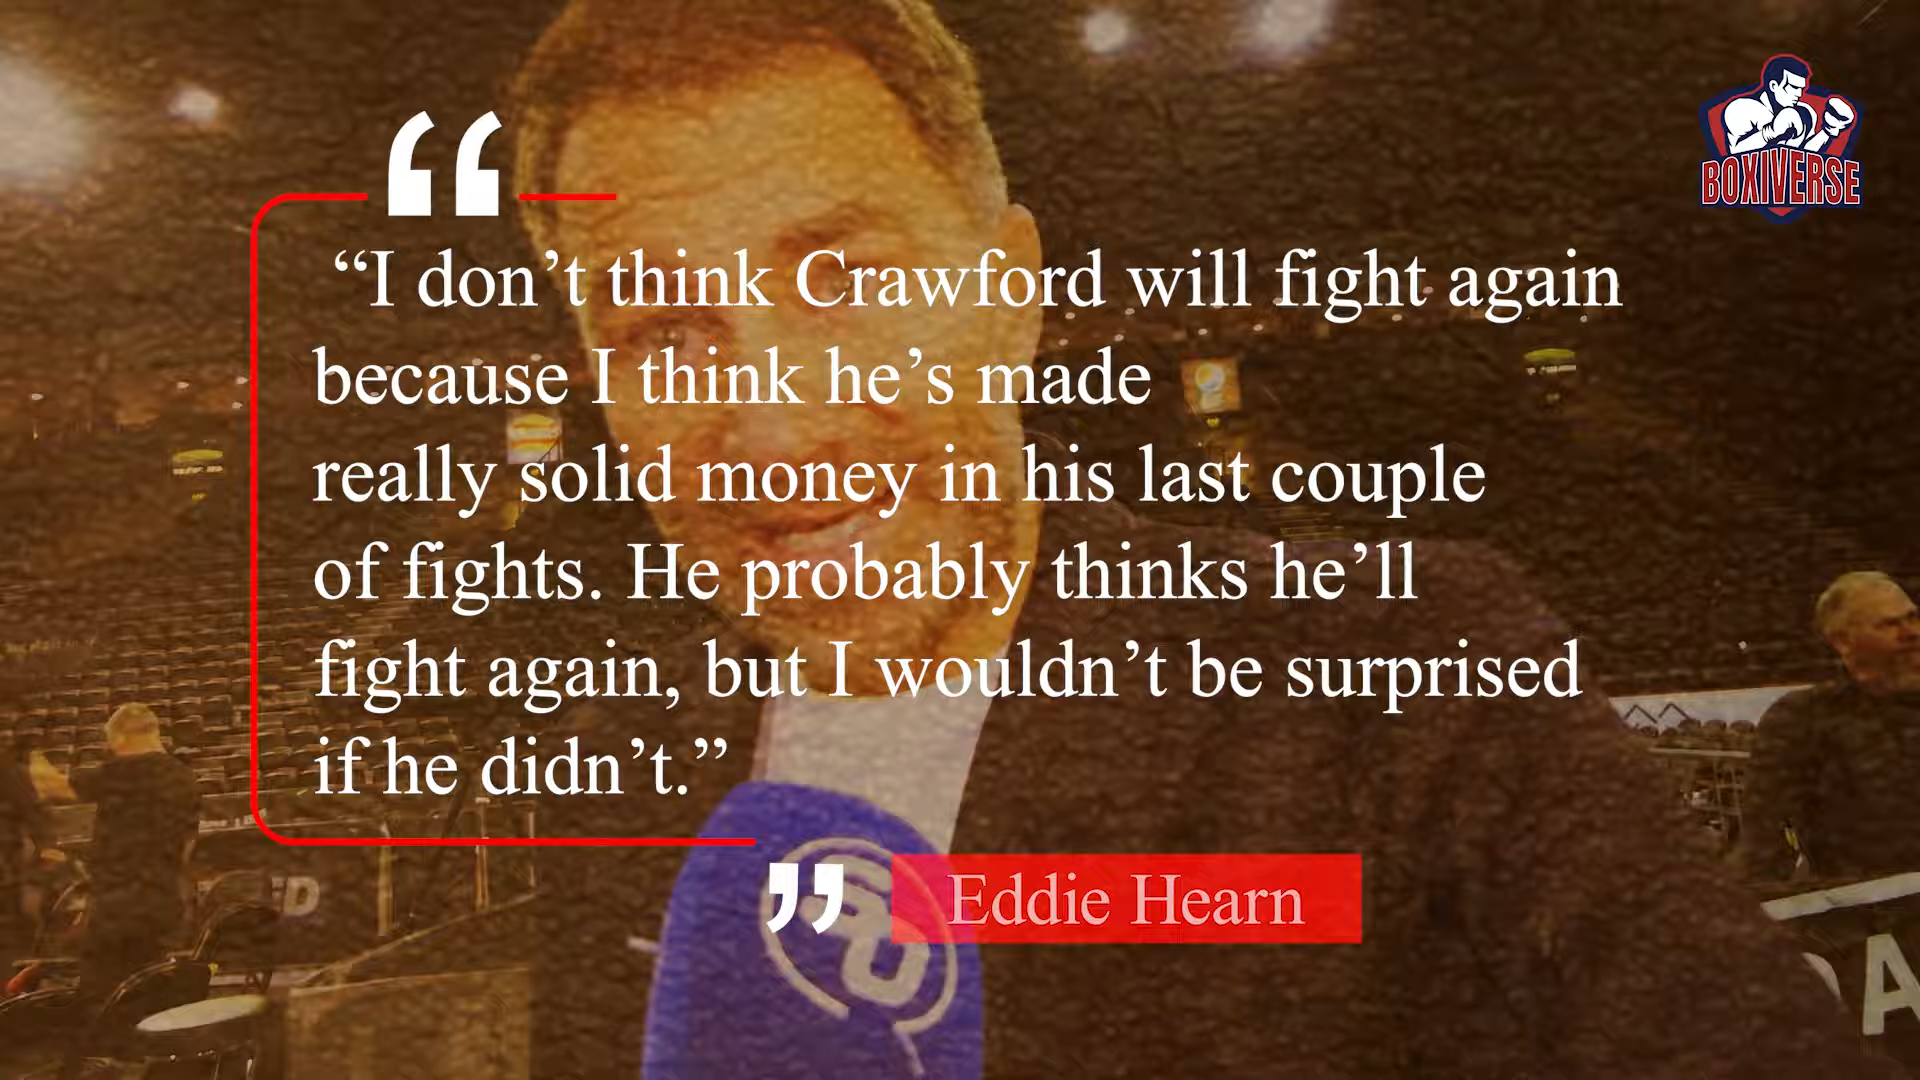 BOXIVERSE
“I don’t think Crawford will fight again
because I think he’s made
really solid money in his last couple
of fights. He probably thinks he’ll
fight again, but I wouldn’t be surprised
if he didn’t.”
Eddie Hearn